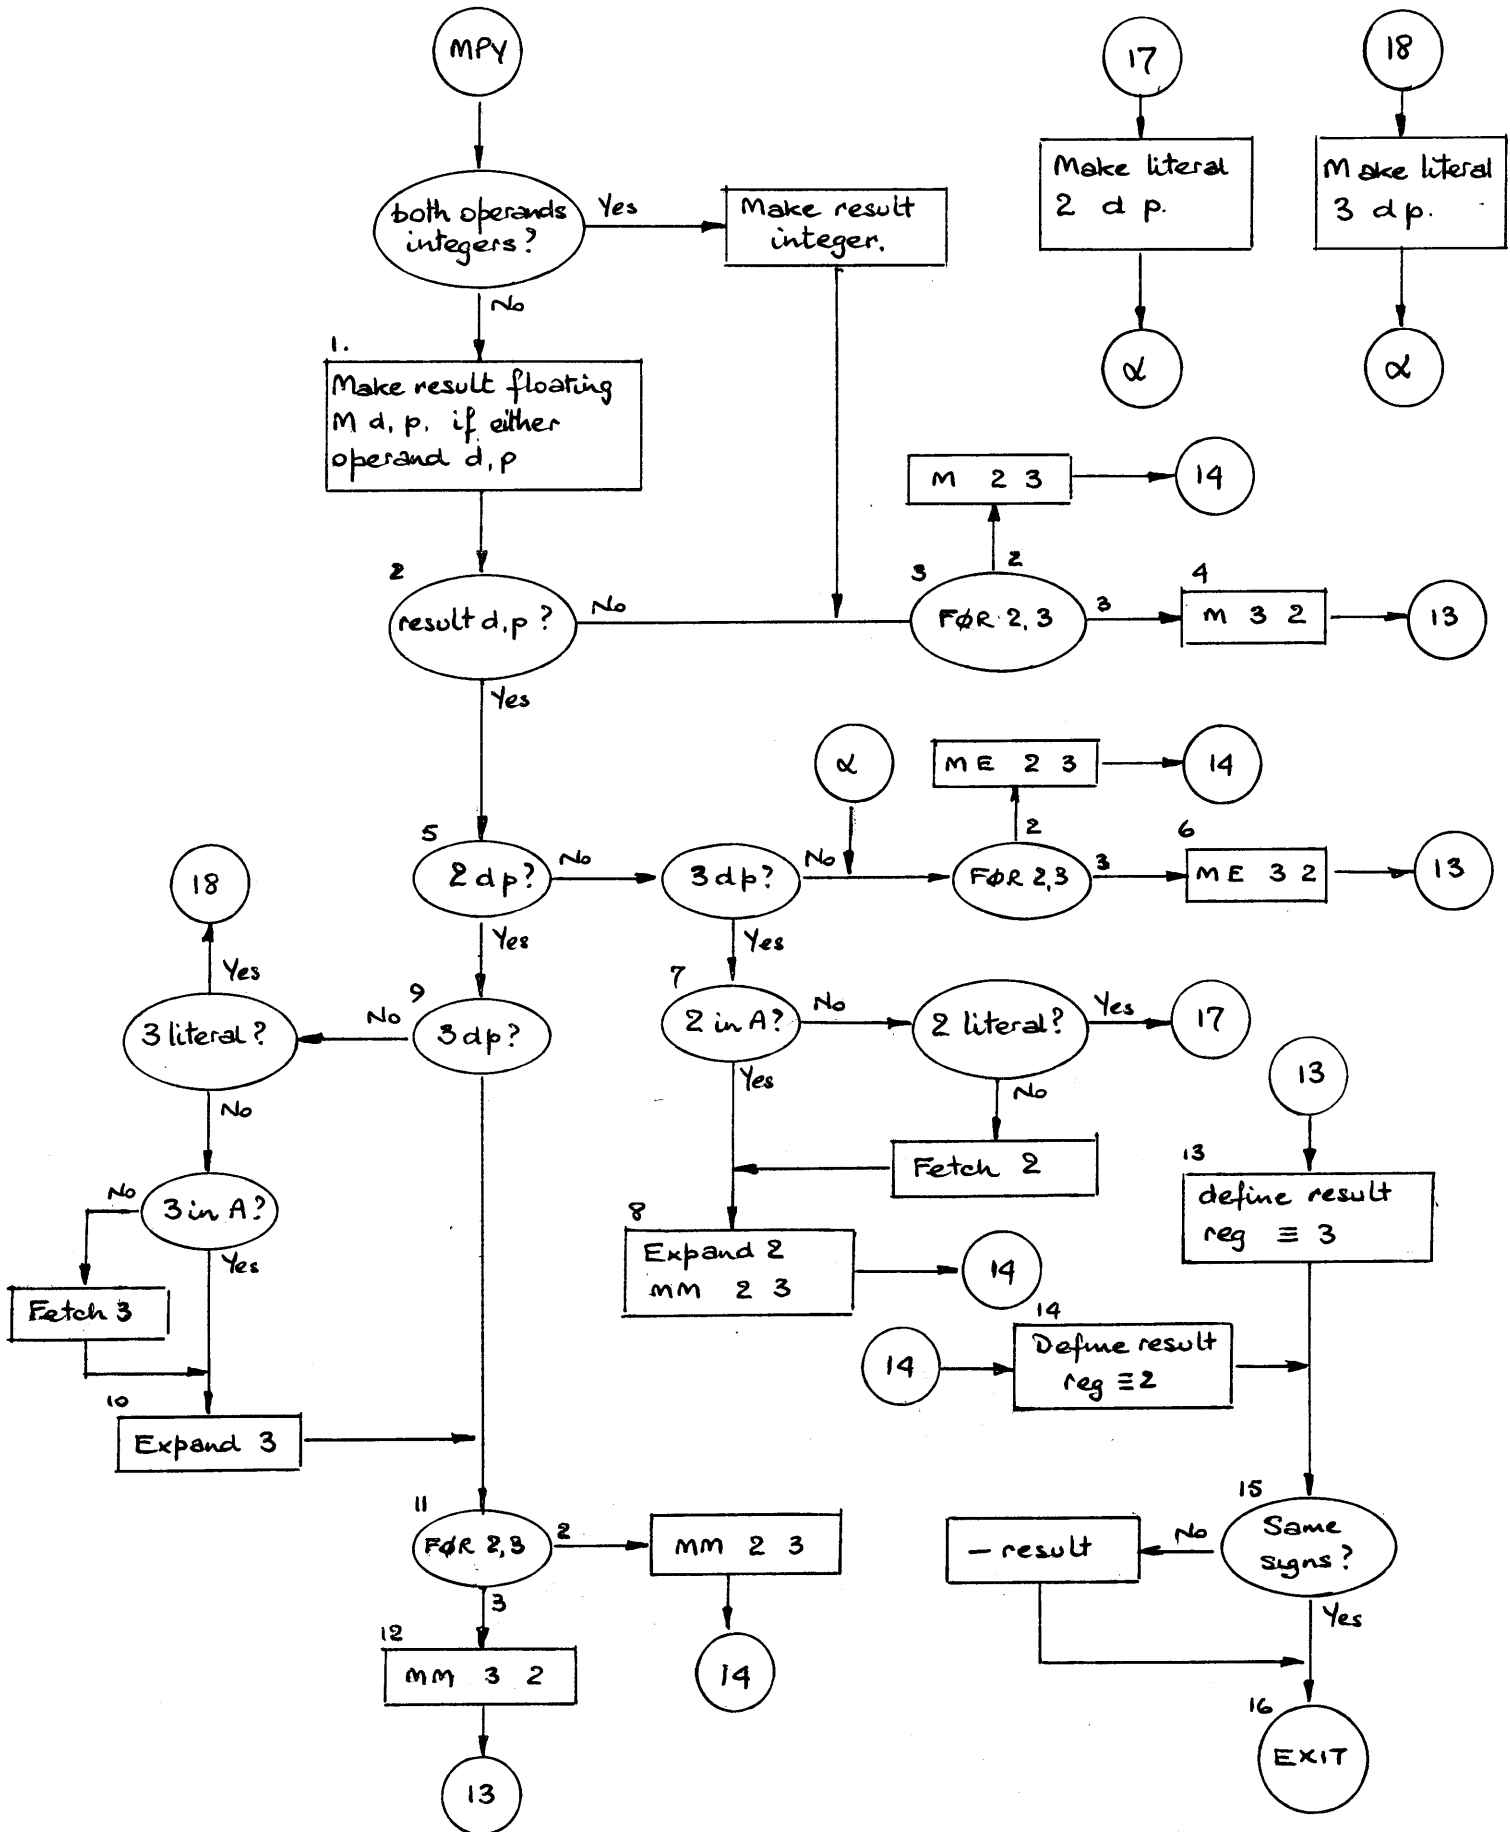 MPY
17
18
both operands
integers?
Yes
Make result
integer.
Make literal
2 d p.
Make literal
3 d p.
No
α
α
1.
Make result floating
M d, p. if either
operand d, p
M 2 3
14
2
result d, p ?
No
3
2
FØR 2, 3
3
4
M 3 2
13
Yes
α
ME 2 3
14
5
2 dp?
No
3 dp?
No
2
FØR 2,3
3
6
ME 3 2
13
18
Yes
Yes
Yes
3 literal?
No
9
3 dp?
7
2 in A?
No
2 literal?
Yes
17
No
Yes
No
13
3 in A?
No
Yes
Fetch 2
13
define result
reg ≡ 3
Fetch 3
8
Expand 2
MM 2 3
14
14
14
Define result
reg ≡ 2
10
Expand 3
11
FØR 2,3
2
MM 2 3
3
14
15
Same
signs?
No
- result
Yes
12
MM 3 2
13
16
EXIT